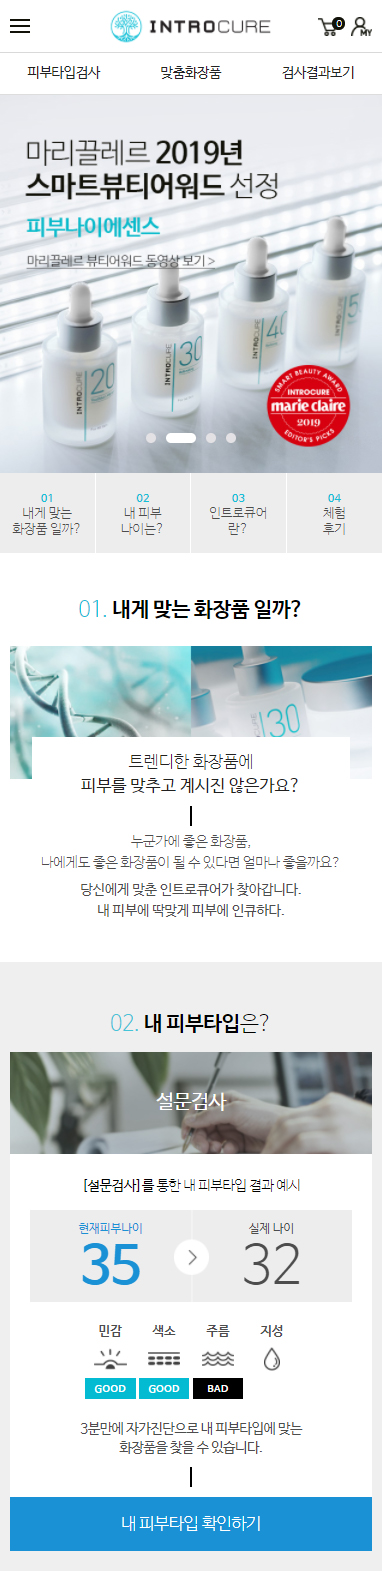 INTROCURE
0
MY
피부타입검사 맞춤화장품 검사결과보기
마리끌레르 2019년
스마트뷰티어워드 선정
피부나이에센스
마리끌레르 뷰티어워드 동영상 보기 >
INTROCURE 20
INTROCURE 30
INTROCURE 40
INTROCURE 5
SMART BEAUTY AWARD
INTROCURE
marie claire
2019
EDITOR'S PICKS
01
내게 맞는
화장품 일까?
02
내 피부
나이는?
03
인트로큐어
란?
04
체험
후기
01. 내게 맞는 화장품 일까?
30
트렌디한 화장품에
피부를 맞추고 계시진 않은가요?
누군가에 좋은 화장품,
나에게도 좋은 화장품이 될 수 있다면 얼마나 좋을까요?
당신에게 맞춘 인트로큐어가 찾아갑니다.
내 피부에 딱맞게 피부에 인큐하다.
02. 내 피부타입은?
설문검사
[설문검사]를 통한 내 피부타입 결과 예시
현재피부나이 실제 나이
35 32
민감 색소 주름 지성
GOOD GOOD BAD
3분만에 자가진단으로 내 피부타입에 맞는
화장품을 찾을 수 있습니다.
내 피부타입 확인하기